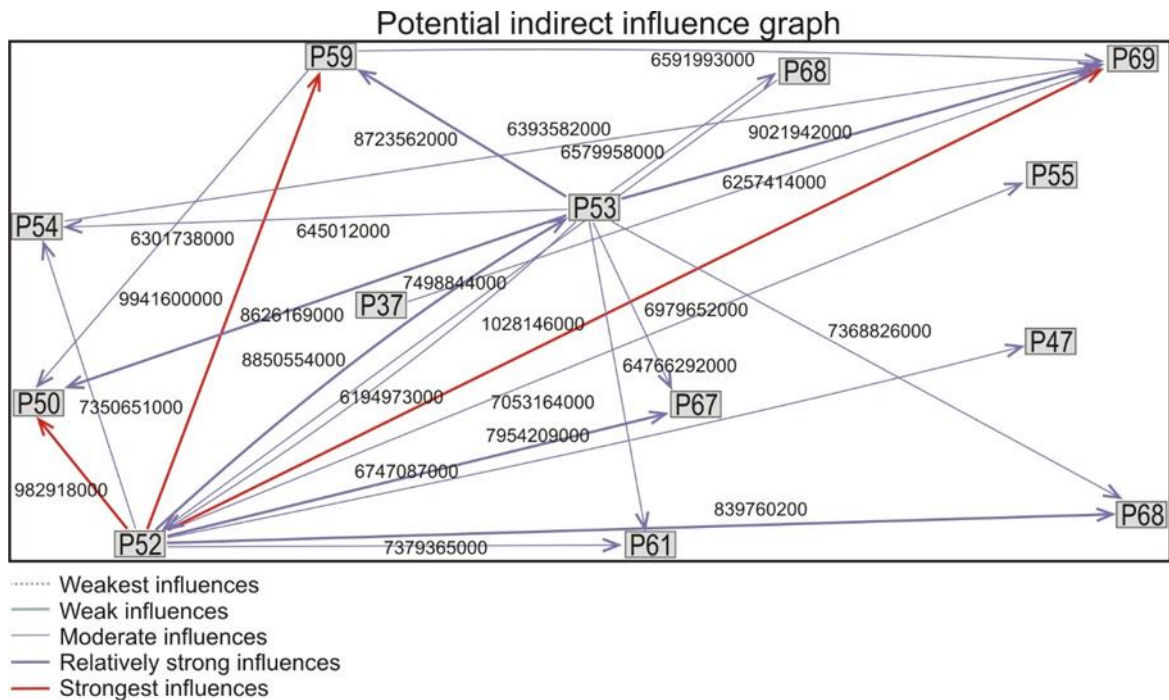 Potential indirect influence graph
P59
6591993000
P68
P69
8723562000
6393582000
6579958000
9021942000
6257414000
P55
P53
P54
6301738000
645012000
9941600000
8626169000
P37
7498844000
1028146000
6979652000
7368826000
P47
8850554000
64766292000
P50
7350651000
6194973000
7053164000
P67
7954209000
6747087000
982918000
839760200
P68
P52
7379365000
P61
Weakest influences
Weak influences
Moderate influences
Relatively strong influences
Strongest influences